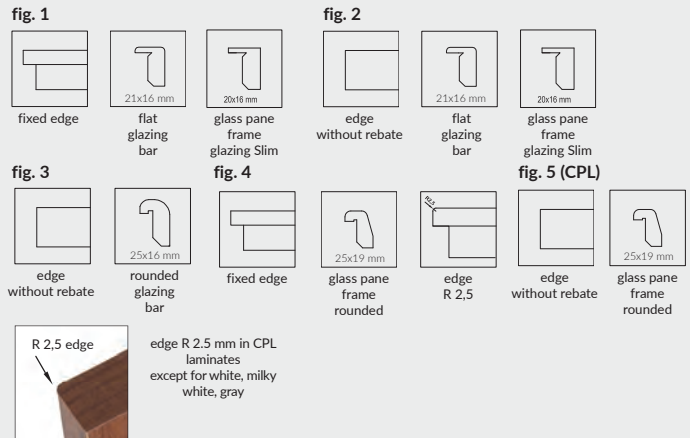 fig. 1
fig. 2
21x16 mm
20x16 mm
21x16 mm
20x16 mm
fixed edge
flat
glazing
bar
glass pane
frame
glazing Slim
edge
without rebate
flat
glazing
bar
glass pane
frame
glazing Slim
fig. 3
fig. 4
fig. 5 (CPL)
25x16 mm
25x19 mm
R2,5
25x19 mm
edge
without rebate
rounded
glazing
bar
fixed edge
glass pane
frame
rounded
edge
R 2,5
edge
without rebate
glass pane
frame
rounded
R 2,5 edge
edge R 2.5 mm in CPL
laminates
except for white, milky
white, gray